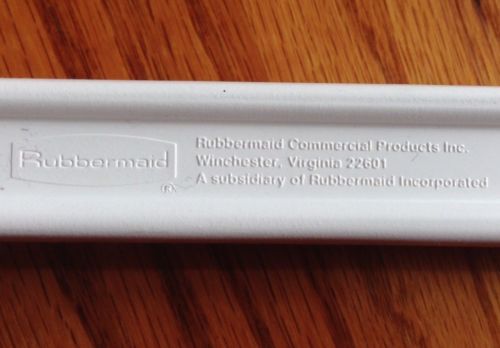 Rubbermaid
®
Rubbermaid Commercial Products Inc.
Winchester, Virginia 22601
A subsidiary of Rubbermaid Incorporated